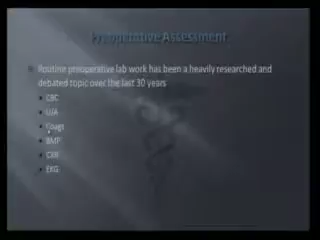 Preoperative Assessment
Routine preoperative lab work has been a heavily researched and
debated topic over the last 30 years
CBC
U/A
Coags
BMP
CXR
EKG